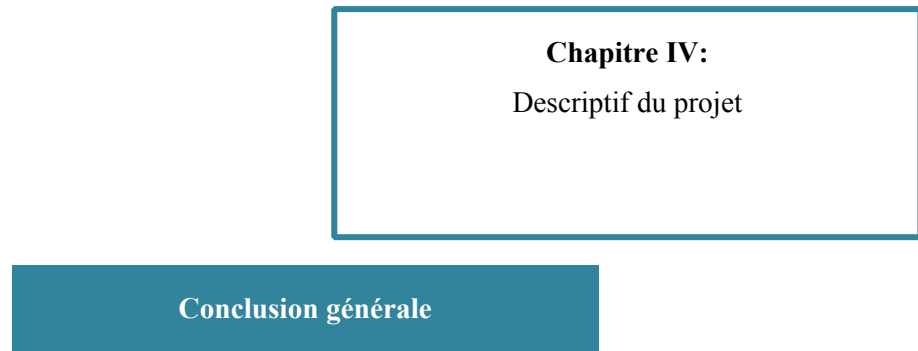 Chapitre IV:
Descriptif du projet
Conclusion générale